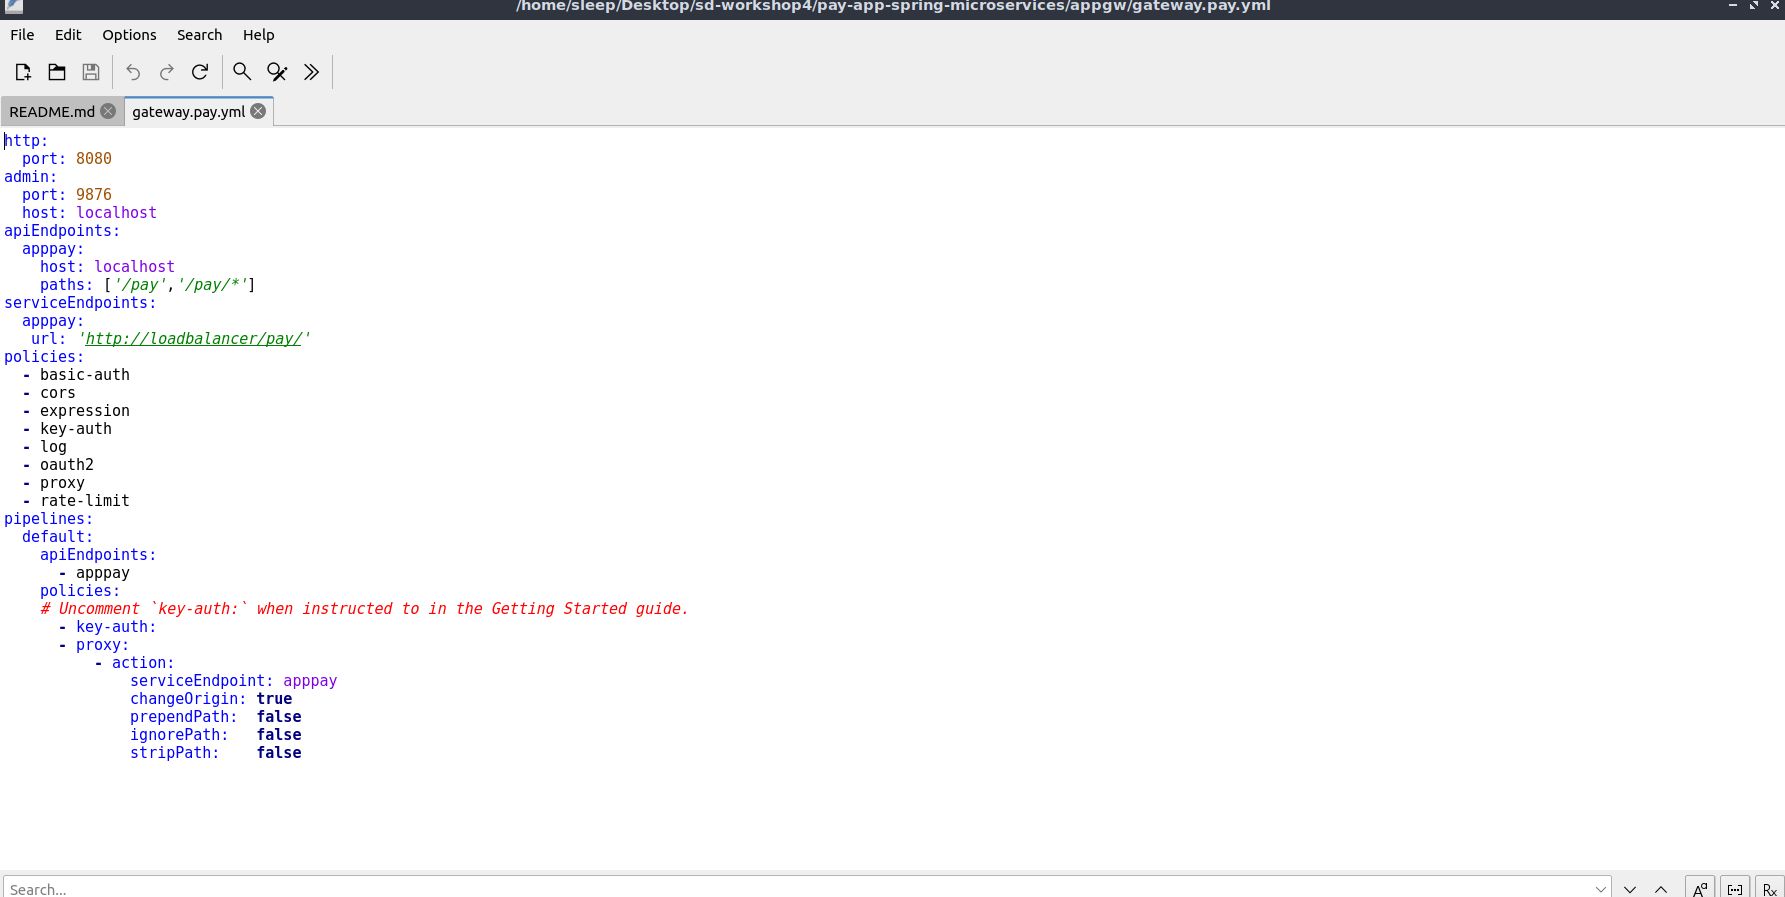 /home/sleep/Desktop/sd-workshop4/pay-app-spring-microservices/appgw/gateway.pay.yml
File Edit Options Search Help
README.md gateway.pay.yml
http:
  port: 8080
admin:
  port: 9876
  host: localhost
apiEndpoints:
  apppay:
    host: localhost
    paths: ['/pay','/pay/*']
serviceEndpoints:
  apppay:
   url: 'http://loadbalancer/pay/'
policies:
  - basic-auth
  - cors
  - expression
  - key-auth
  - log
  - oauth2
  - proxy
  - rate-limit
pipelines:
  default:
    apiEndpoints:
      - apppay
    policies:
    # Uncomment `key-auth:` when instructed to in the Getting Started guide.
      - key-auth:
      - proxy:
          - action:
              serviceEndpoint: apppay
              changeOrigin: true
              prependPath:  false
              ignorePath:   false
              stripPath:    false
Search...